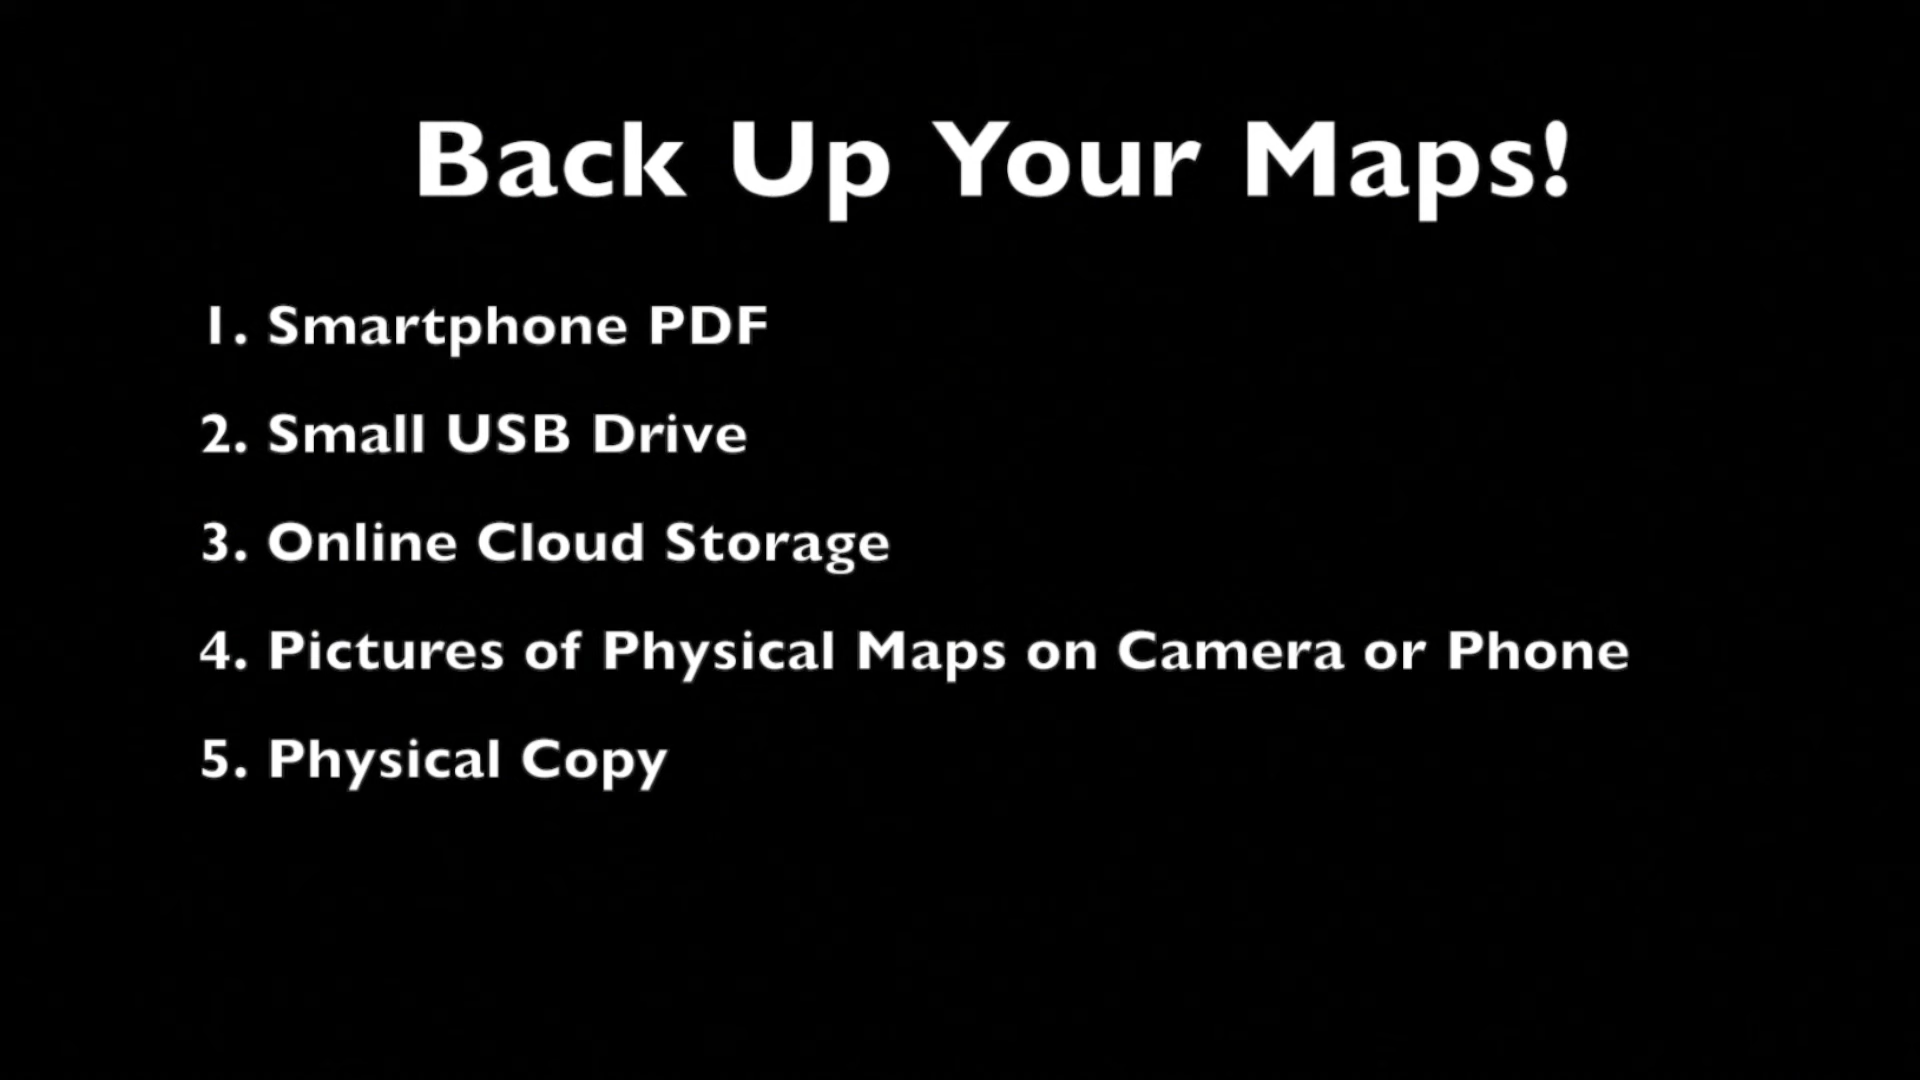 Back Up Your Maps!
1. Smartphone PDF
2. Small USB Drive
3. Online Cloud Storage
4. Pictures of Physical Maps on Camera or Phone
5. Physical Copy